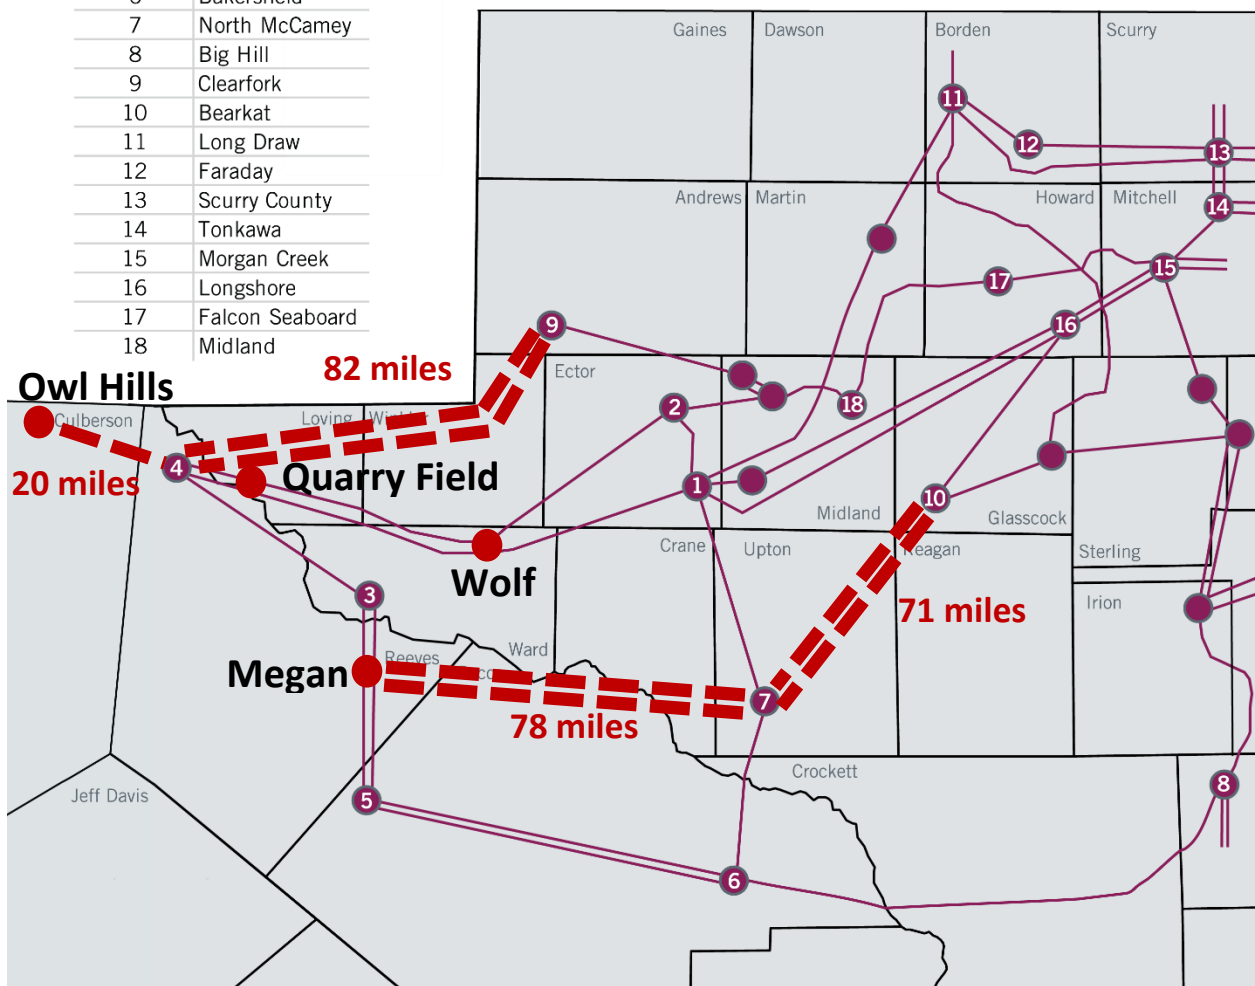 Bakersfield
7 North McCamey
8 Big Hill
9 Clearfork
10 Bearkat
11 Long Draw
12 Faraday
13 Scurry County
14 Tonkawa
15 Morgan Creek
16 Longshore
17 Falcon Seaboard
18 Midland
Gaines
Dawson
Borden
Scurry
11
12
13
Andrews
Martin
Howard
Mitchell
14
15
17
16
9
82 miles
Ector
Owl Hills
Culberson
Loving
2
18
20 miles
4
Quarry Field
1
10
Midland
Glasscock
Crane
Upton
Reagan
Sterling
Wolf
3
71 miles
Irion
Ward
Megan
Reeves
7
78 miles
Crockett
Jeff Davis
5
8
6